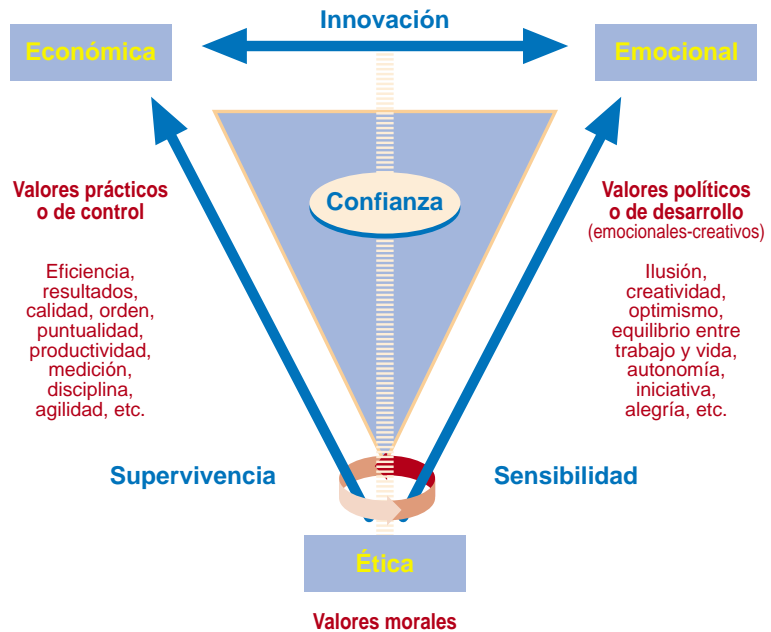 Innovación
Económica
Emocional
Confianza
Valores prácticos
o de control
Eficiencia,
resultados,
calidad, orden,
puntualidad,
productividad,
medición,
disciplina,
agilidad, etc.
Valores políticos
o de desarrollo
(emocionales-creativos)
Ilusión,
creatividad,
optimismo,
equilibrio entre
trabajo y vida,
autonomía,
iniciativa,
alegría, etc.
Supervivencia
Sensibilidad
Ética
Valores morales